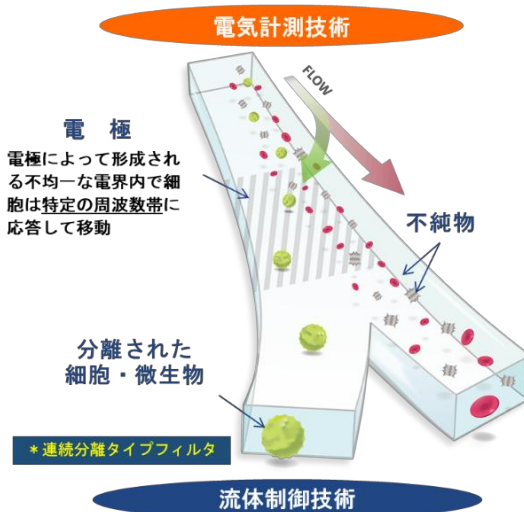 電気計測技術
FLOW
電　極
電極によって形成され
る不均一な電界内で細
胞は特定の周波数帯に
応答して移動
不純物
分離された
細胞・微生物
＊連続分離タイプフィルタ
流体制御技術